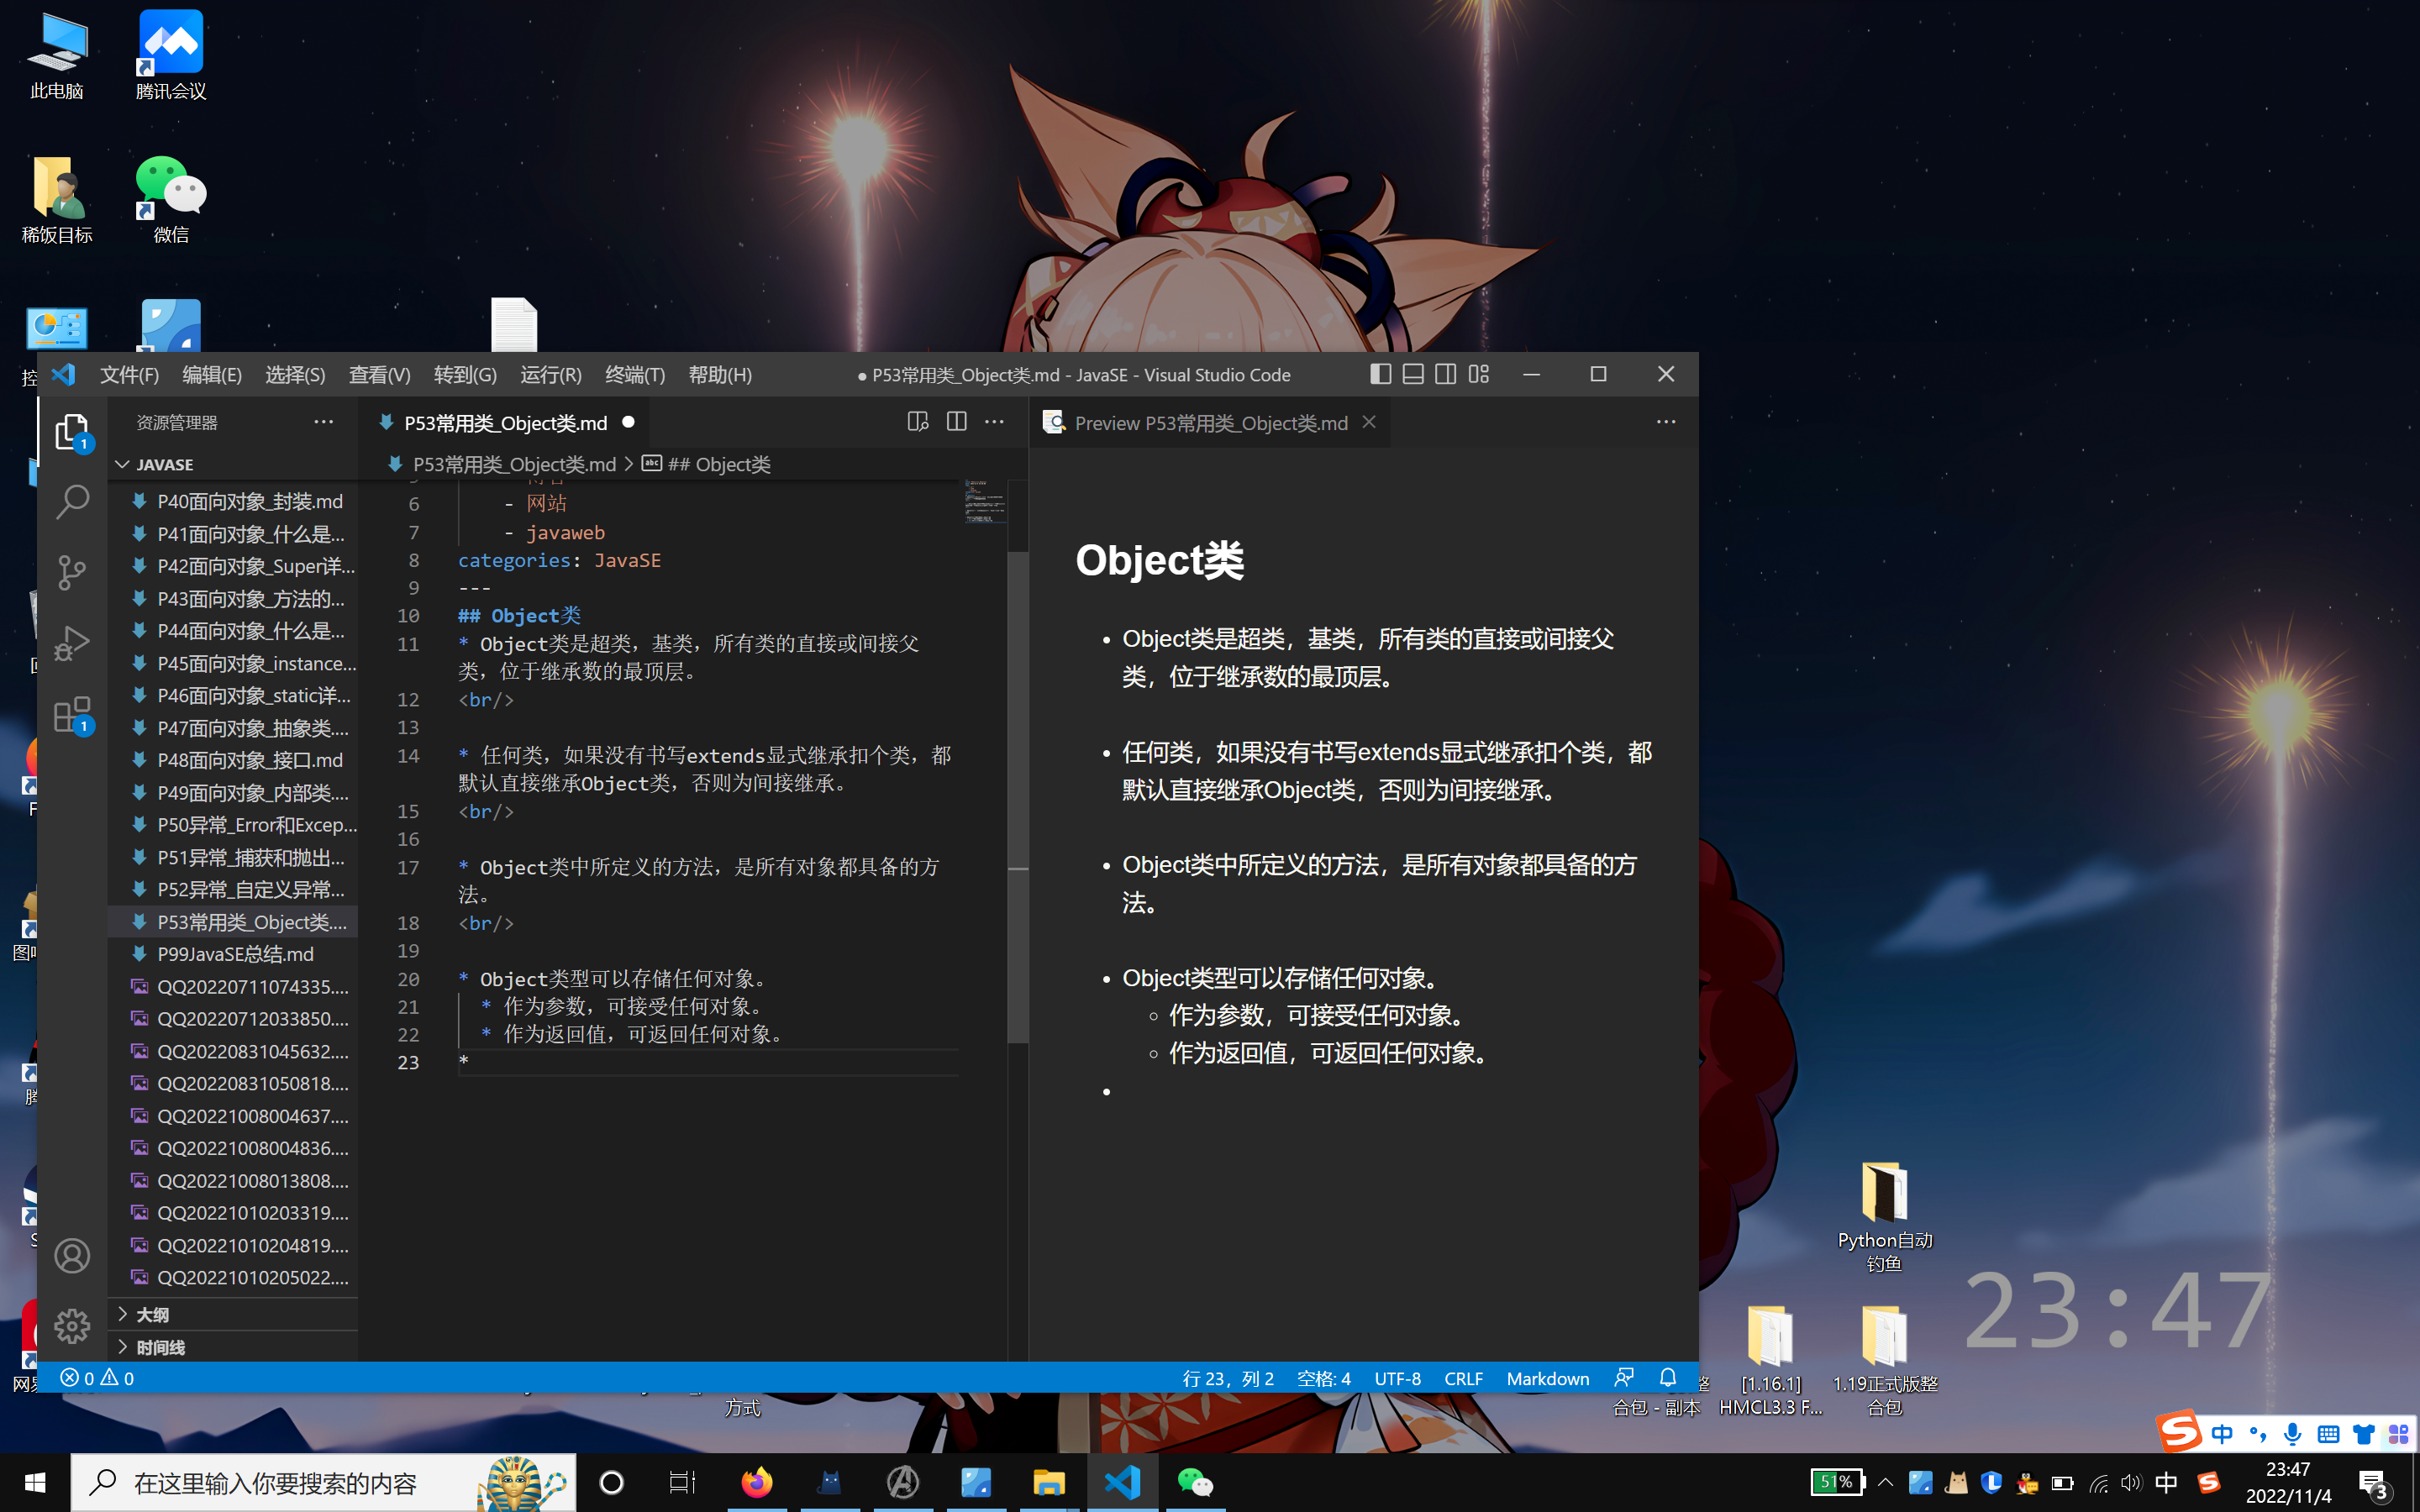 此电脑
腾讯会议
稀饭目标
微信
文件(F) 编辑(E) 选择(S) 查看(V) 转到(G) 运行(R) 终端(T) 帮助(H)
● P53常用类_Object类.md - JavaSE - Visual Studio Code
资源管理器
JAVASE
P40面向对象_封装.md
P41面向对象_什么是...
P42面向对象_Super详...
P43面向对象_方法的...
P44面向对象_什么是...
P45面向对象_instance...
P46面向对象_static详...
P47面向对象_抽象类....
P48面向对象_接口.md
P49面向对象_内部类....
P50异常_Error和Excep...
P51异常_捕获和抛出...
P52异常_自定义异常...
P53常用类_Object类....
P99JavaSE总结.md
QQ20220711074335....
QQ20220712033850....
QQ20220831045632....
QQ20220831050818....
QQ20221008004637....
QQ20221008004836....
QQ20221008013808....
QQ20221010203319....
QQ20221010204819....
QQ20221010205022....
大纲
时间线
P53常用类_Object类.md
P53常用类_Object类.md > ## Object类
6 - 网站
7 - javaweb
8 categories: JavaSE
9 ---
10 ## Object类
11 * Object类是超类，基类，所有类的直接或间接父
类，位于继承数的最顶层。
12 <br/>
13
14 * 任何类，如果没有书写extends显式继承扣个类，都
默认直接继承Object类，否则为间接继承。
15 <br/>
16
17 * Object类中所定义的方法，是所有对象都具备的方
法。
18 <br/>
19
20 * Object类型可以存储任何对象。
21 * 作为参数，可接受任何对象。
22 * 作为返回值，可返回任何对象。
23 *
Preview P53常用类_Object类.md
Object类
• Object类是超类，基类，所有类的直接或间接父
类，位于继承数的最顶层。
• 任何类，如果没有书写extends显式继承扣个类，都
默认直接继承Object类，否则为间接继承。
• Object类中所定义的方法，是所有对象都具备的方
法。
• Object类型可以存储任何对象。
◦ 作为参数，可接受任何对象。
◦ 作为返回值，可返回任何对象。
•
0 0
行 23，列 2 空格: 4 UTF-8 CRLF Markdown
方式
合包 - 副本
[1.16.1]
HMCL3.3 F...
1.19正式版整
合包
Python自动
钓鱼
23:47
中
在这里输入你要搜索的内容
51%
中
23:47
2022/11/4
3